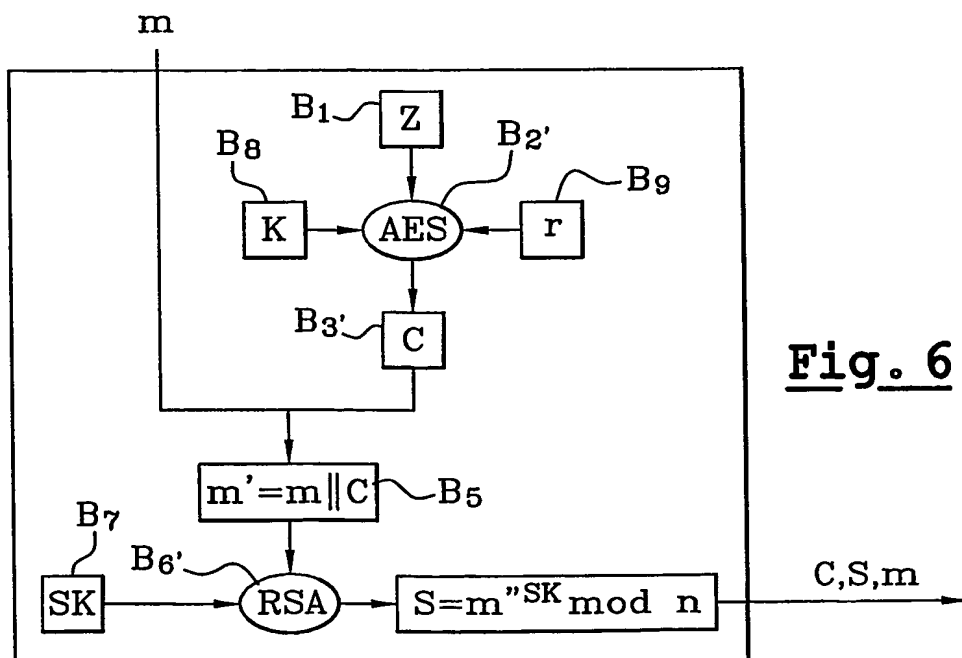 m
B1
Z
B8
B2'
B9
K
AES
r
B3'
C
Fig. 6
m'=m‖C
B5
B7
B6'
SK
RSA
S=m"SK mod n
C,S,m